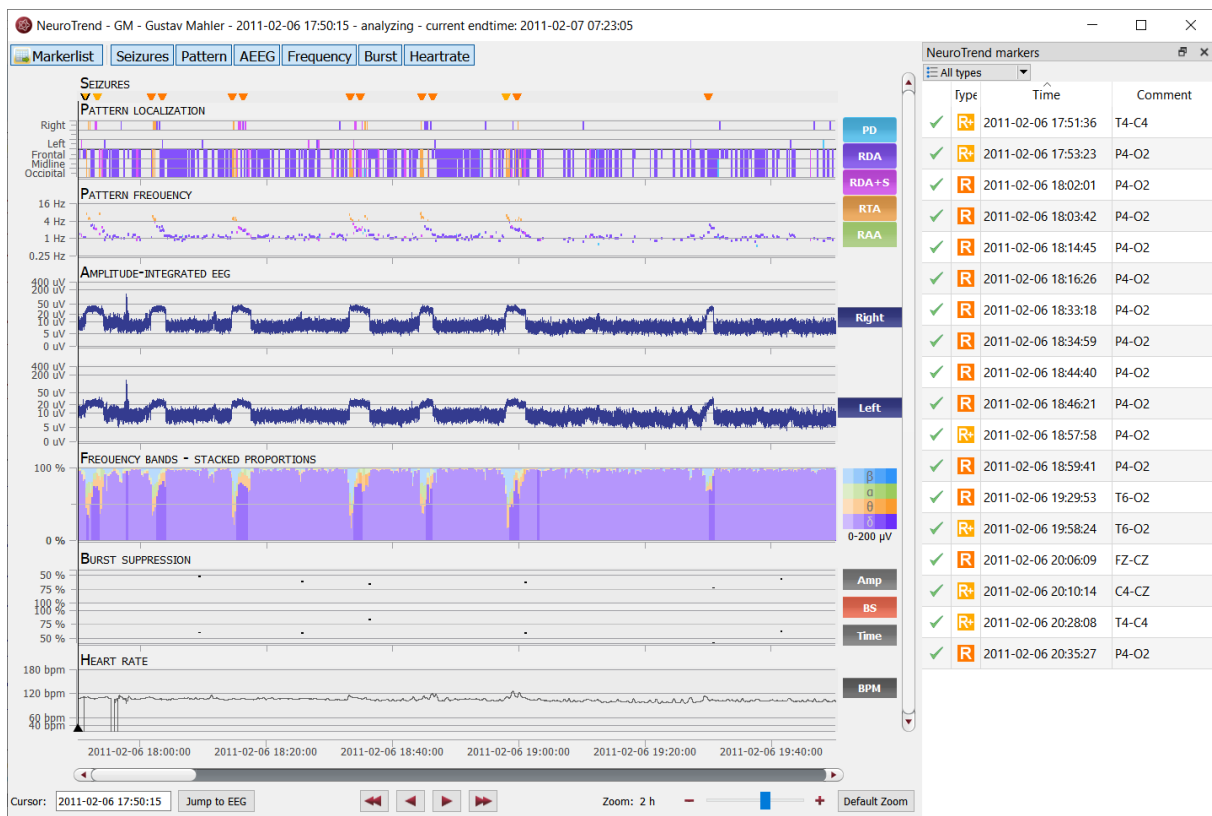 NeuroTrend - GM - Gustav Mahler - 2011-02-06 17:50:15 - analyzing - current endtime: 2011-02-07 07:23:05
Markerlist Seizures Pattern AEEG Frequency Burst Heartrate
SEIZURES
PATTERN LOCALIZATION
Right
Left
Frontal
Midline
Occipital
PD
RDA
RDA+S
RTA
RAA
PATTERN FREQUENCY
16 Hz
4 Hz
1 Hz
0.25 Hz
AMPLITUDE-INTEGRATED EEG
400 uV
200 uV
50 uV
20 uV
10 uV
5 uV
0 uV
Right
400 uV
200 uV
50 uV
20 uV
10 uV
5 uV
0 uV
Left
FREQUENCY BANDS - STACKED PROPORTIONS
100 %
0 %
β
α
θ
δ
0-200 µV
BURST SUPPRESSION
50 %
75 %
100 %
100 %
75 %
50 %
Amp
BS
Time
HEART RATE
180 bpm
120 bpm
60 bpm
40 bpm
BPM
2011-02-06 18:00:00 2011-02-06 18:20:00 2011-02-06 18:40:00 2011-02-06 19:00:00 2011-02-06 19:20:00 2011-02-06 19:40:00
Cursor: 2011-02-06 17:50:15 Jump to EEG Zoom: 2 h Default Zoom
NeuroTrend markers
All types
Type Time Comment
R+ 2011-02-06 17:51:36 T4-C4
R+ 2011-02-06 17:53:23 P4-O2
R 2011-02-06 18:02:01 P4-O2
R 2011-02-06 18:03:42 P4-O2
R 2011-02-06 18:14:45 P4-O2
R 2011-02-06 18:16:26 P4-O2
R 2011-02-06 18:33:18 P4-O2
R 2011-02-06 18:34:59 P4-O2
R 2011-02-06 18:44:40 P4-O2
R 2011-02-06 18:46:21 P4-O2
R+ 2011-02-06 18:57:58 P4-O2
R 2011-02-06 18:59:41 P4-O2
R 2011-02-06 19:29:53 T6-O2
R+ 2011-02-06 19:58:24 T6-O2
R 2011-02-06 20:06:09 FZ-CZ
R+ 2011-02-06 20:10:14 C4-CZ
R+ 2011-02-06 20:28:08 T4-C4
R 2011-02-06 20:35:27 P4-O2